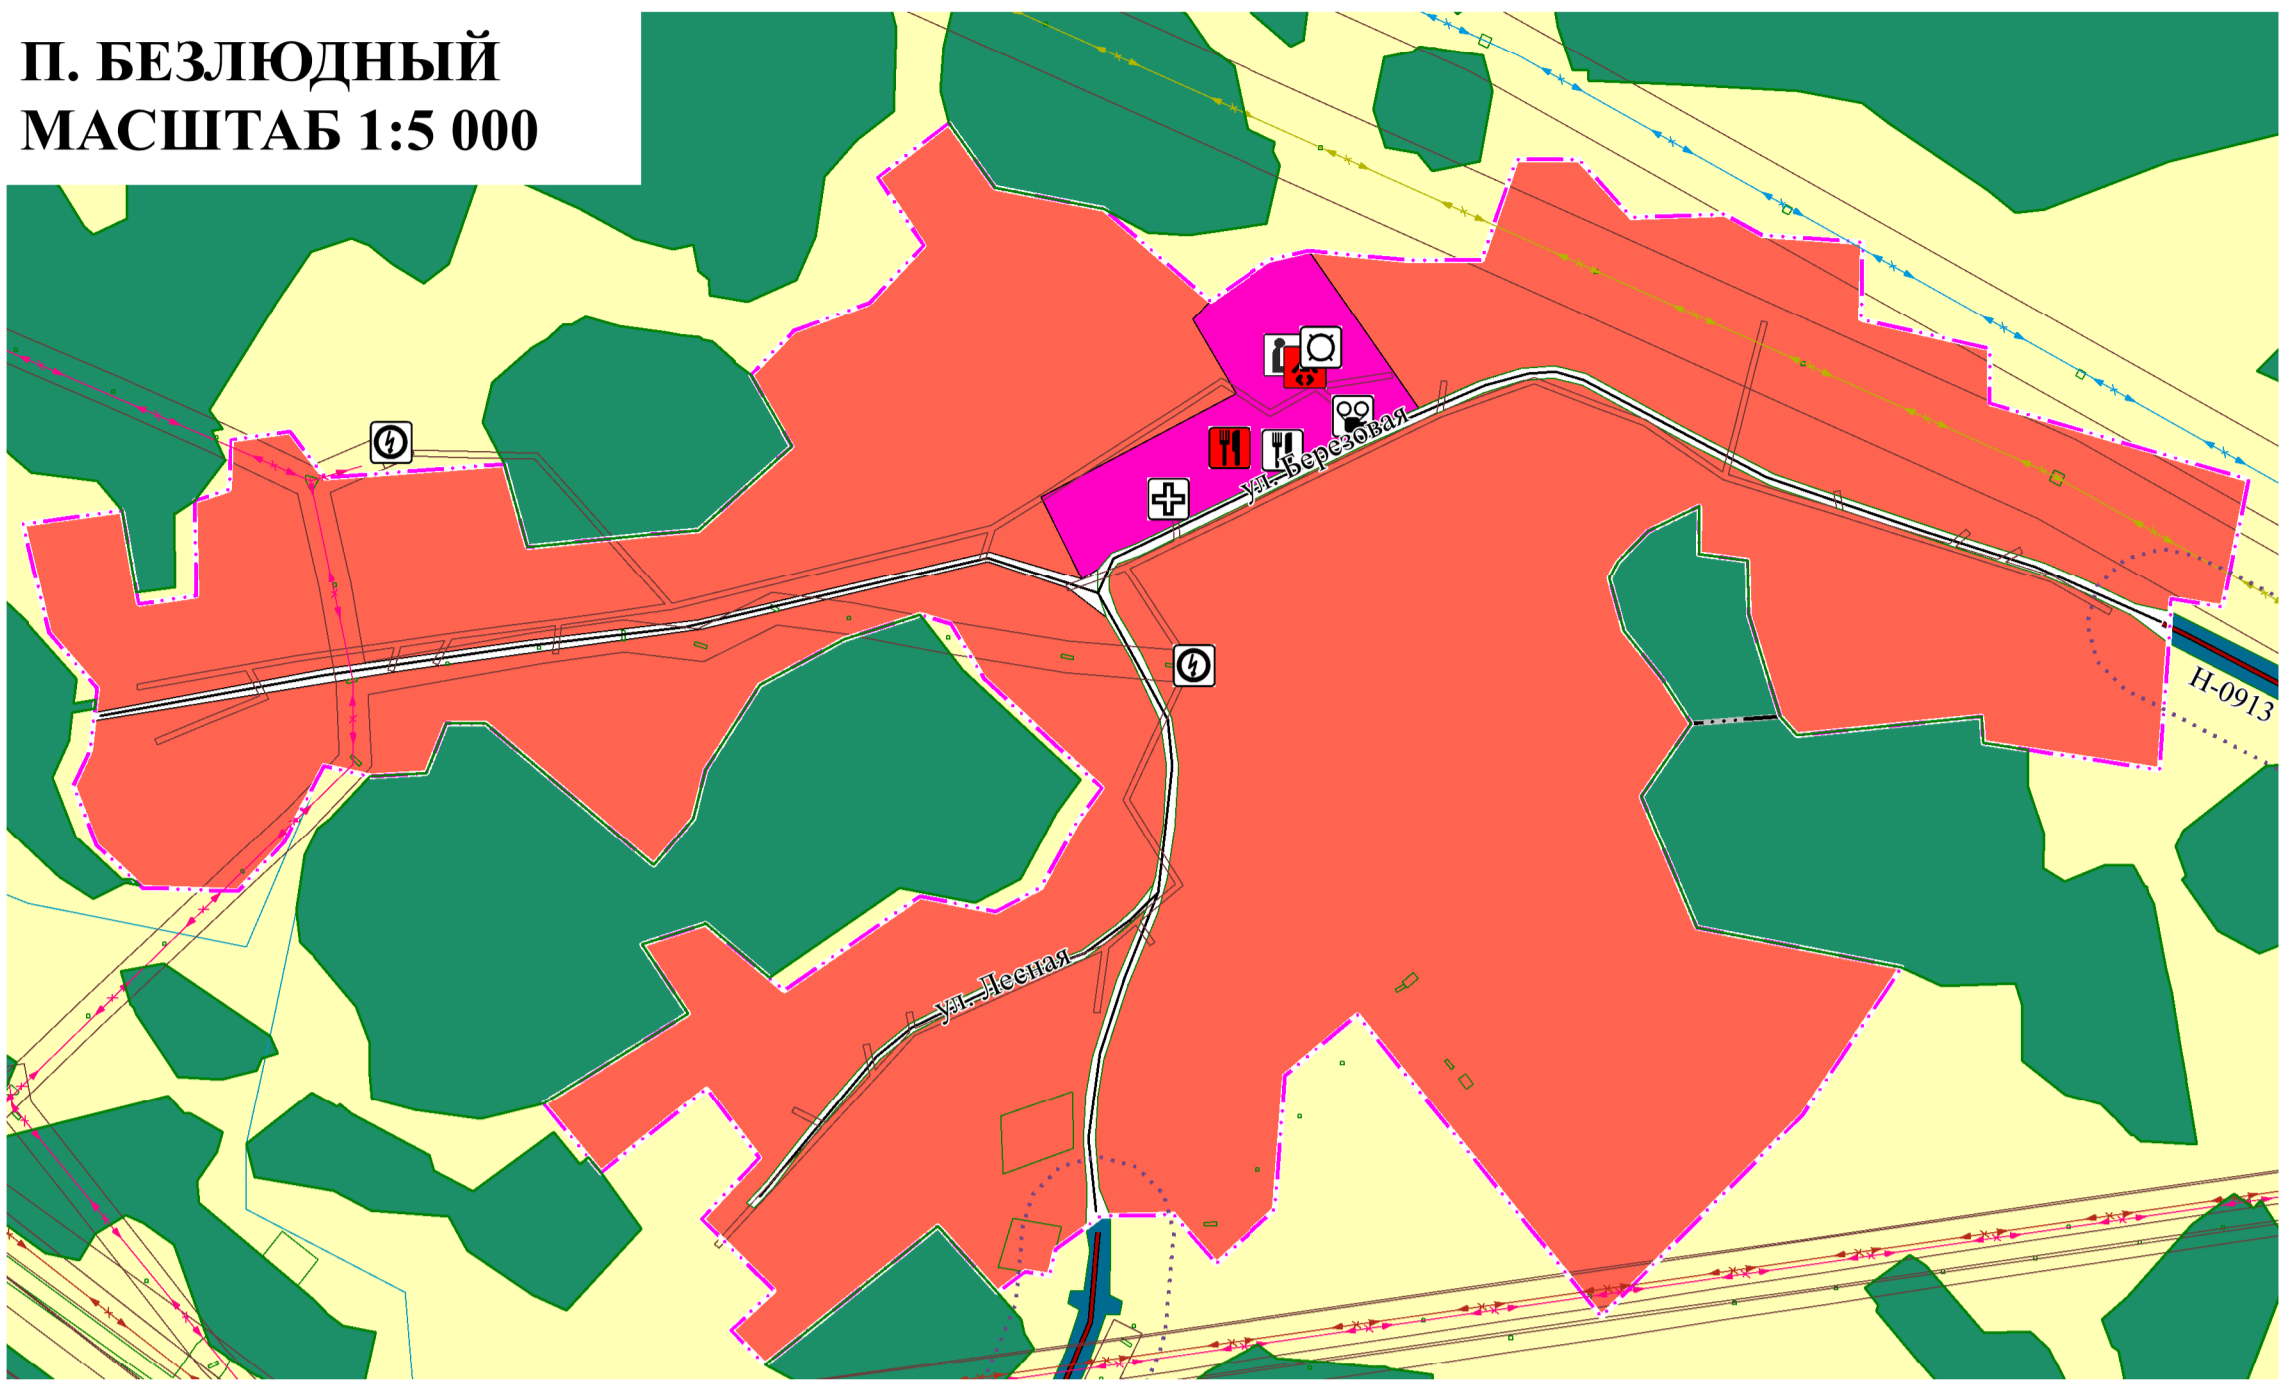 П. БЕЗЛЮДНЫЙ
МАСШТАБ 1:5 000
ул. Березовая
Н-0913
ул. Лесная